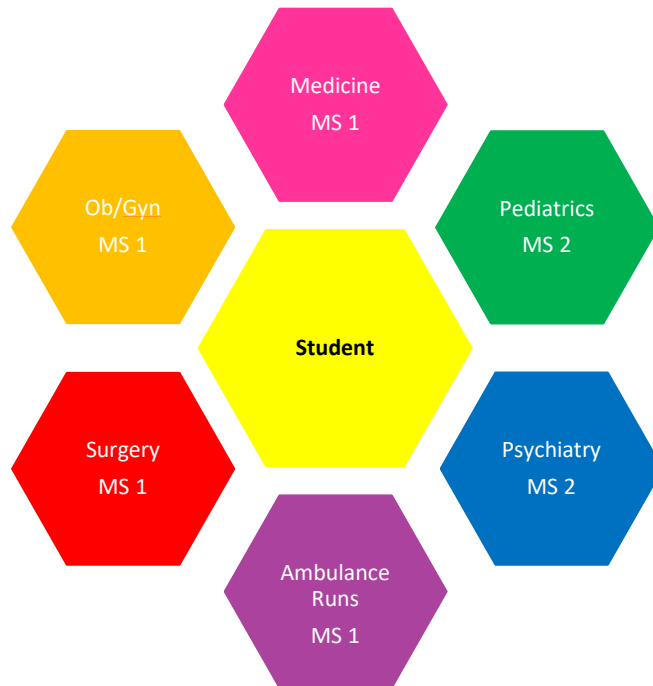 Medicine
MS 1
Ob/Gyn
MS 1
Pediatrics
MS 2
Student
Surgery
MS 1
Psychiatry
MS 2
Ambulance
Runs
MS 1